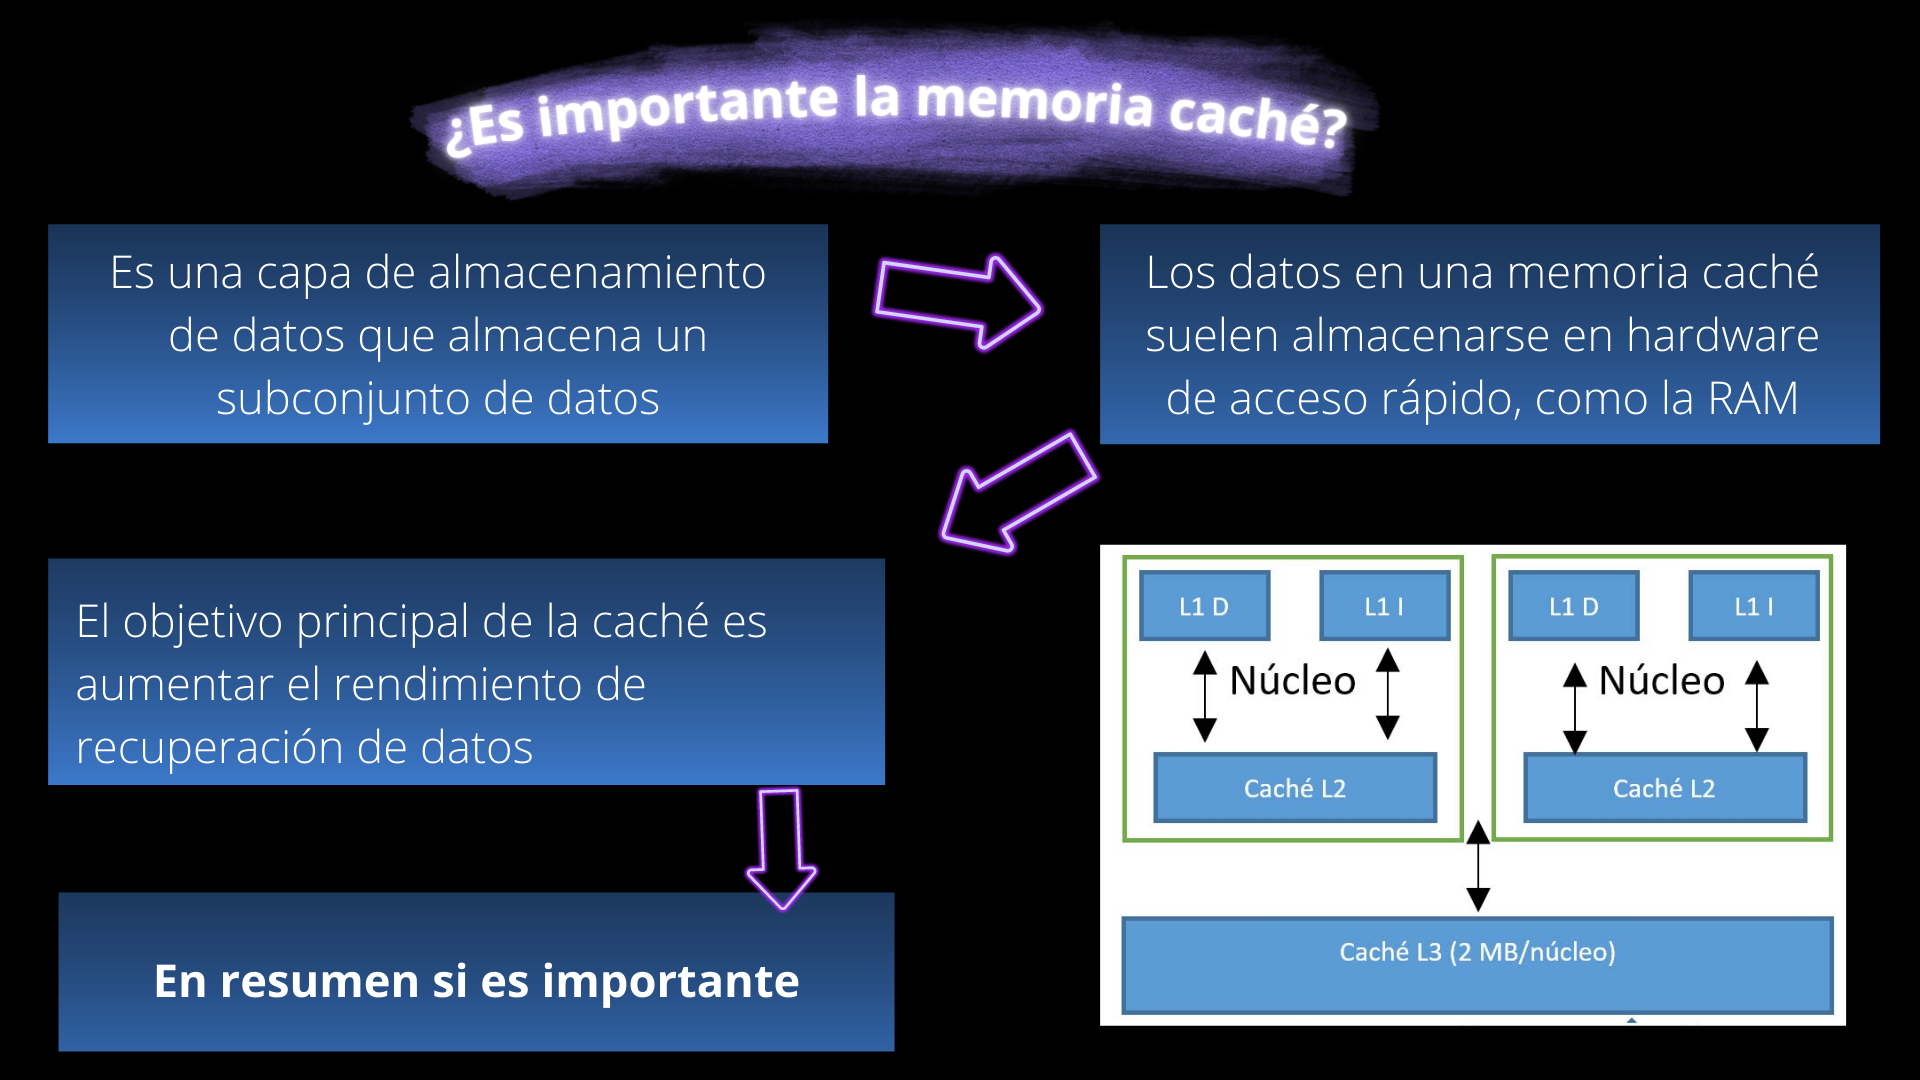 ¿Es importante la memoria caché?
Es una capa de almacenamiento
de datos que almacena un
subconjunto de datos
Los datos en una memoria caché
suelen almacenarse en hardware
de acceso rápido, como la RAM
El objetivo principal de la caché es
aumentar el rendimiento de
recuperación de datos
En resumen si es importante
L1 D
L1 I
Núcleo
Caché L2
L1 D
L1 I
Núcleo
Caché L2
Caché L3 (2 MB/núcleo)